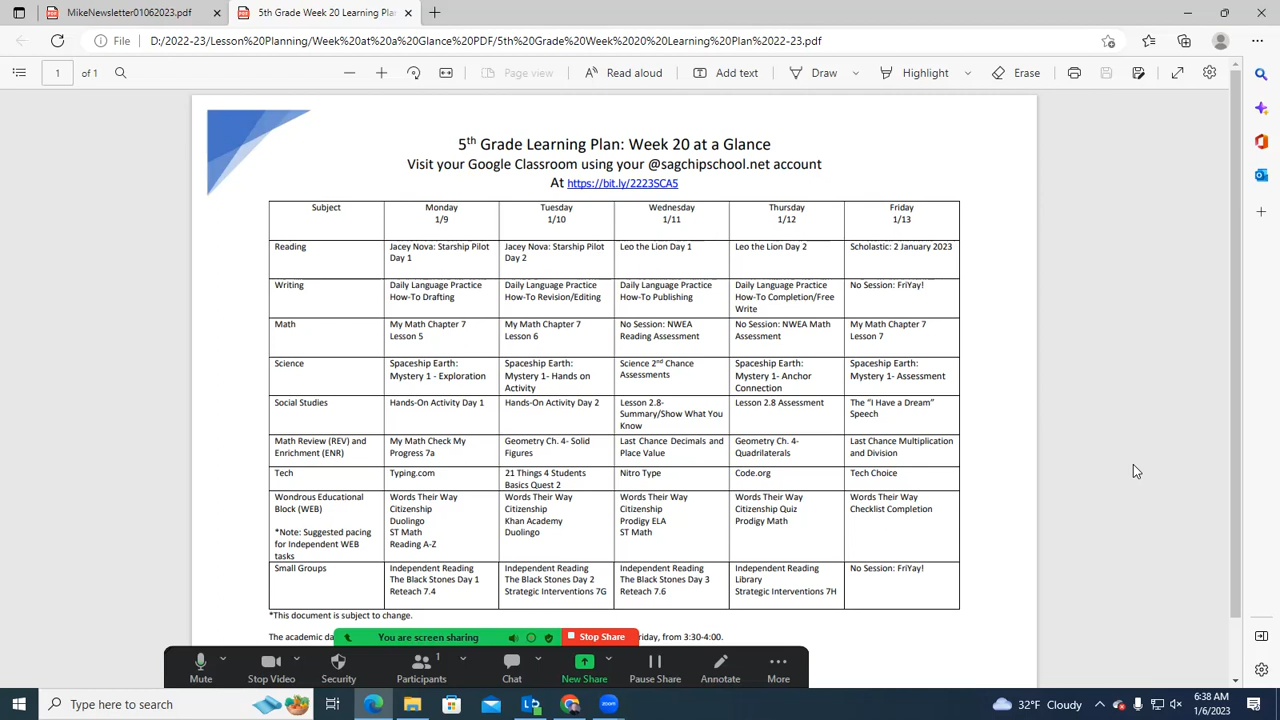 MikeNewsletter01062023.pdf
5th Grade Week 20 Learning Plan
File
D:/2022-23/Lesson%20Planning/Week%20at%20a%20Glance%20PDF/5th%20Grade%20Week%2020%20Learning%20Plan%2022-23.pdf
1 of 1
Page view
Read aloud
Add text
Draw
Highlight
Erase
5th Grade Learning Plan: Week 20 at a Glance
Visit your Google Classroom using your @sagchipschool.net account
At https://bit.ly/2223SCA5
Subject
Monday
1/9
Tuesday
1/10
Wednesday
1/11
Thursday
1/12
Friday
1/13
Reading
Jacey Nova: Starship Pilot
Day 1
Jacey Nova: Starship Pilot
Day 2
Leo the Lion Day 1
Leo the Lion Day 2
Scholastic: 2 January 2023
Writing
Daily Language Practice
How-To Drafting
Daily Language Practice
How-To Revision/Editing
Daily Language Practice
How-To Publishing
Daily Language Practice
How-To Completion/Free
Write
No Session: FriYay!
Math
My Math Chapter 7
Lesson 5
My Math Chapter 7
Lesson 6
No Session: NWEA
Reading Assessment
No Session: NWEA Math
Assessment
My Math Chapter 7
Lesson 7
Science
Spaceship Earth:
Mystery 1 - Exploration
Spaceship Earth:
Mystery 1- Hands on
Activity
Science 2nd Chance
Assessments
Spaceship Earth:
Mystery 1- Anchor
Connection
Spaceship Earth:
Mystery 1- Assessment
Social Studies
Hands-On Activity Day 1
Hands-On Activity Day 2
Lesson 2.8-
Summary/Show What You
Know
Lesson 2.8 Assessment
The “I Have a Dream”
Speech
Math Review (REV) and
Enrichment (ENR)
My Math Check My
Progress 7a
Geometry Ch. 4- Solid
Figures
Last Chance Decimals and
Place Value
Geometry Ch. 4-
Quadrilaterals
Last Chance Multiplication
and Division
Tech
Typing.com
21 Things 4 Students
Basics Quest 2
Nitro Type
Code.org
Tech Choice
Wondrous Educational
Block (WEB)
*Note: Suggested pacing
for Independent WEB
tasks
Words Their Way
Citizenship
Duolingo
ST Math
Reading A-Z
Words Their Way
Citizenship
Khan Academy
Duolingo
Words Their Way
Citizenship
Prodigy ELA
ST Math
Words Their Way
Citizenship Quiz
Prodigy Math
Words Their Way
Checklist Completion
Small Groups
Independent Reading
The Black Stones Day 1
Reteach 7.4
Independent Reading
The Black Stones Day 2
Strategic Interventions 7G
Independent Reading
The Black Stones Day 3
Reteach 7.6
Independent Reading
Library
Strategic Interventions 7H
No Session: FriYay!
*This document is subject to change.
The academic da
riday, from 3:30-4:00.
You are screen sharing
Stop Share
Mute
Stop Video
Security
1
Participants
Chat
New Share
Pause Share
Annotate
More
Type here to search
32°F Cloudy
6:38 AM
1/6/2023